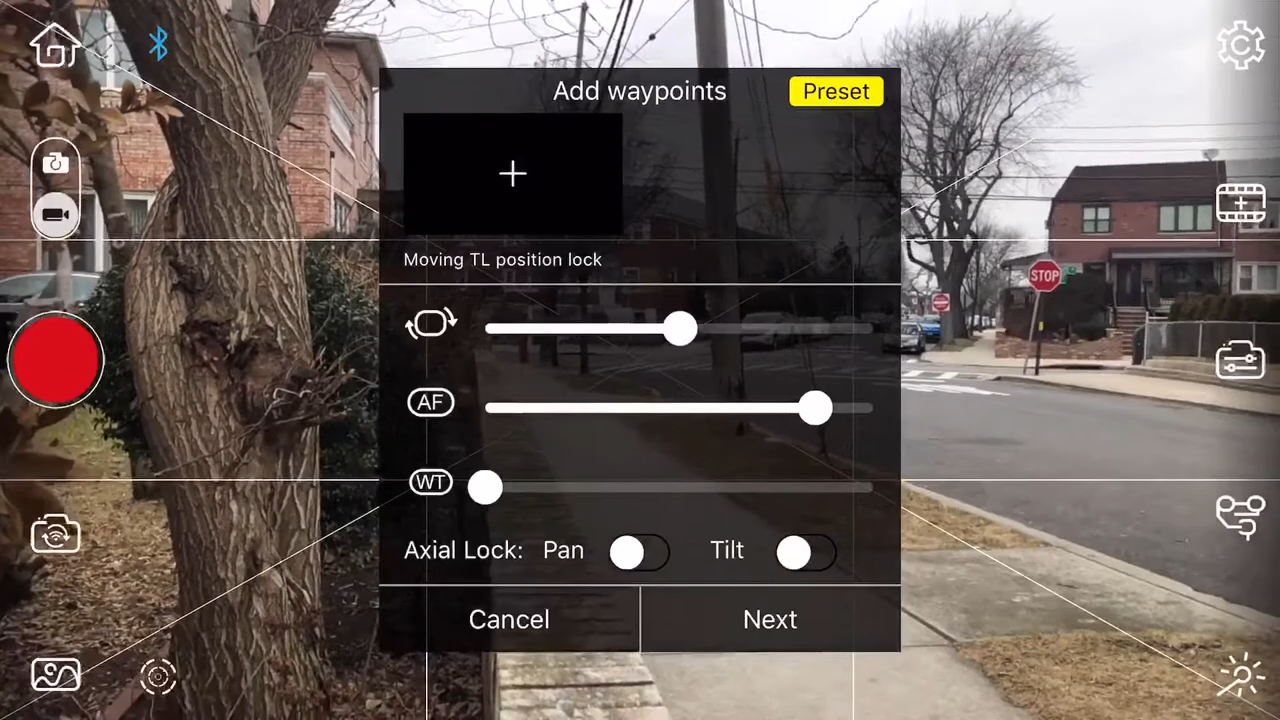 Add waypoints
Preset
Moving TL position lock
AF
WT
Axial Lock: Pan Tilt
Cancel
Next
STOP